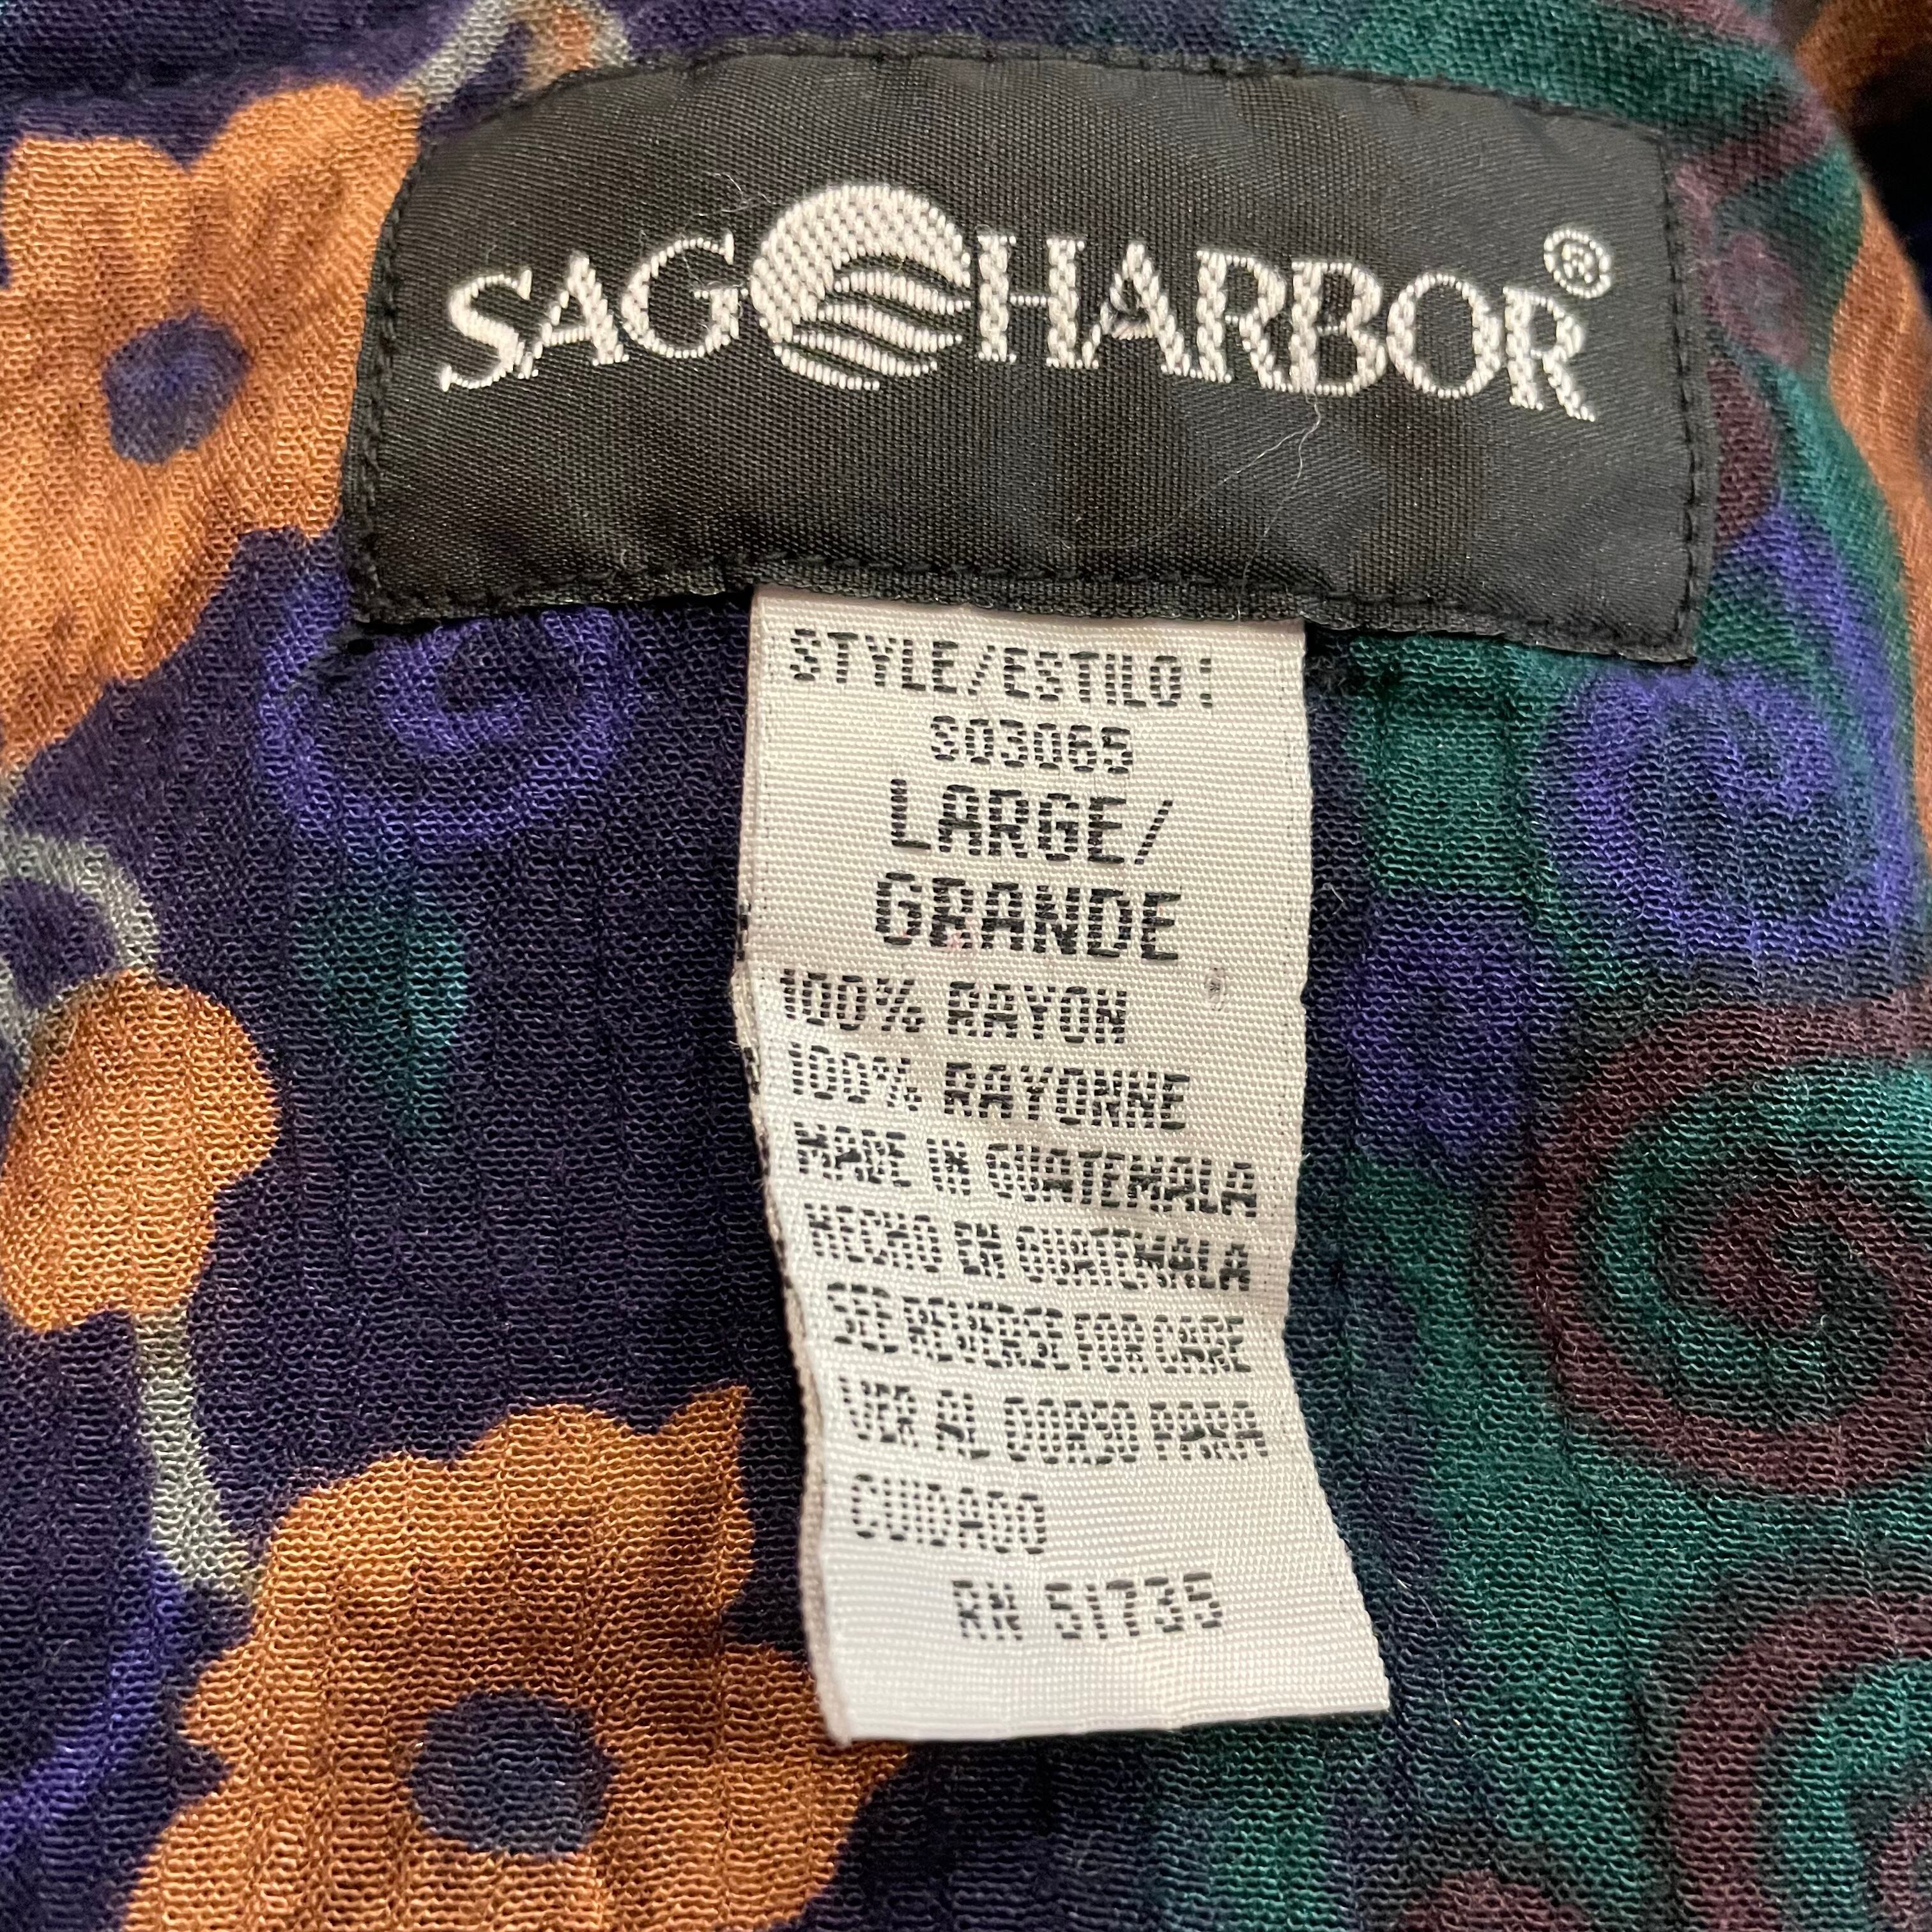 SAG HARBOR®
STYLE/ESTILO:
S03065
LARGE/
GRANDE
100% RAYON
100% RAYONNE
MADE IN GUATEMALA
HECHO EN GUATEMALA
SEE REVERSE FOR CARE
VER AL DORSO PARA
CUIDADO
RN 51735